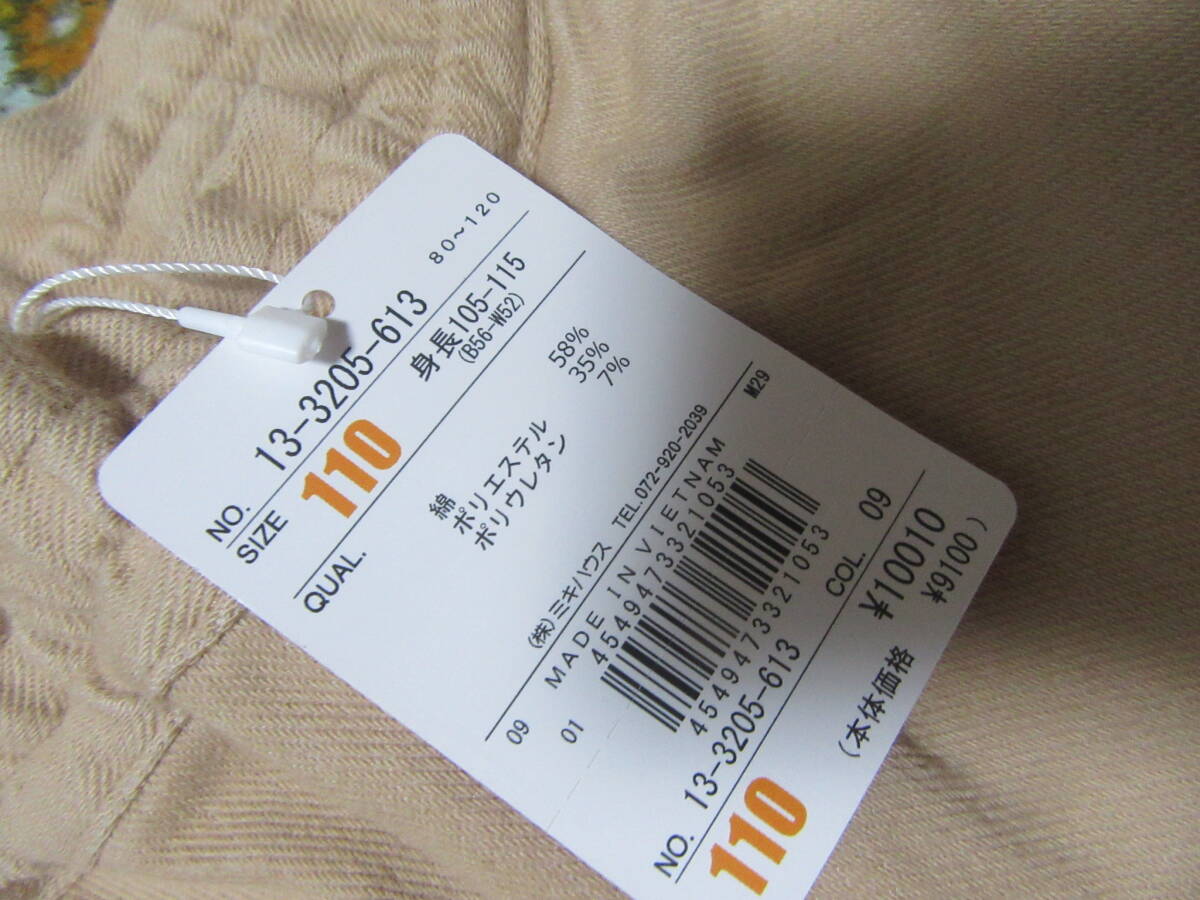 80~120
NO. 13-3205-613
SIZE 110 身長105-115
(B56-W52)
QUAL.
綿 58%
ポリエステル 35%
ポリウレタン 7%
(株)ミキハウス TEL.072-920-2039 M29
09 MADE IN VIETNAM
01 4549473321053
4549473321053
NO. 13-3205-613 COL. 09
110 ¥10010
(本体価格 ¥9100)